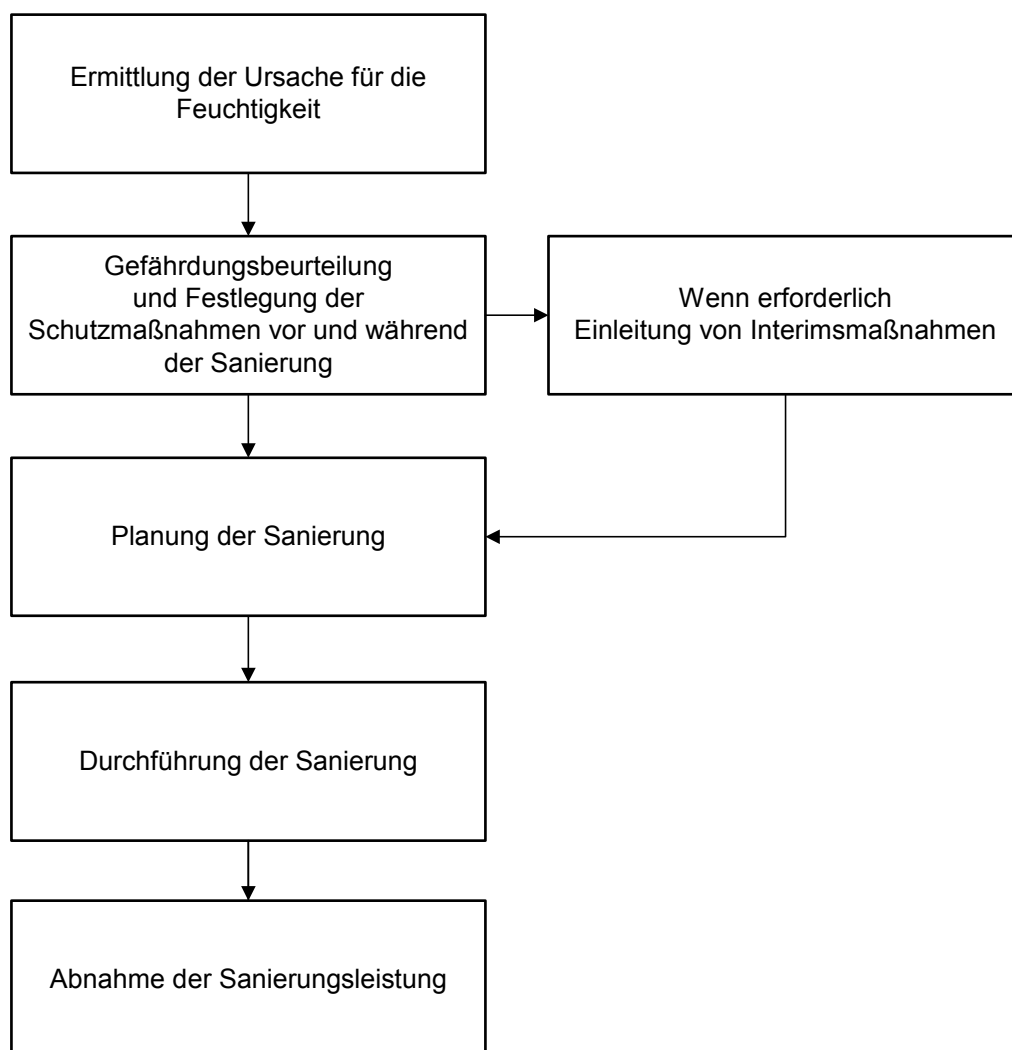 Ermittlung der Ursache für die
Feuchtigkeit
Gefährdungsbeurteilung
und Festlegung der
Schutzmaßnahmen vor und während
der Sanierung
Wenn erforderlich
Einleitung von Interimsmaßnahmen
Planung der Sanierung
Durchführung der Sanierung
Abnahme der Sanierungsleistung